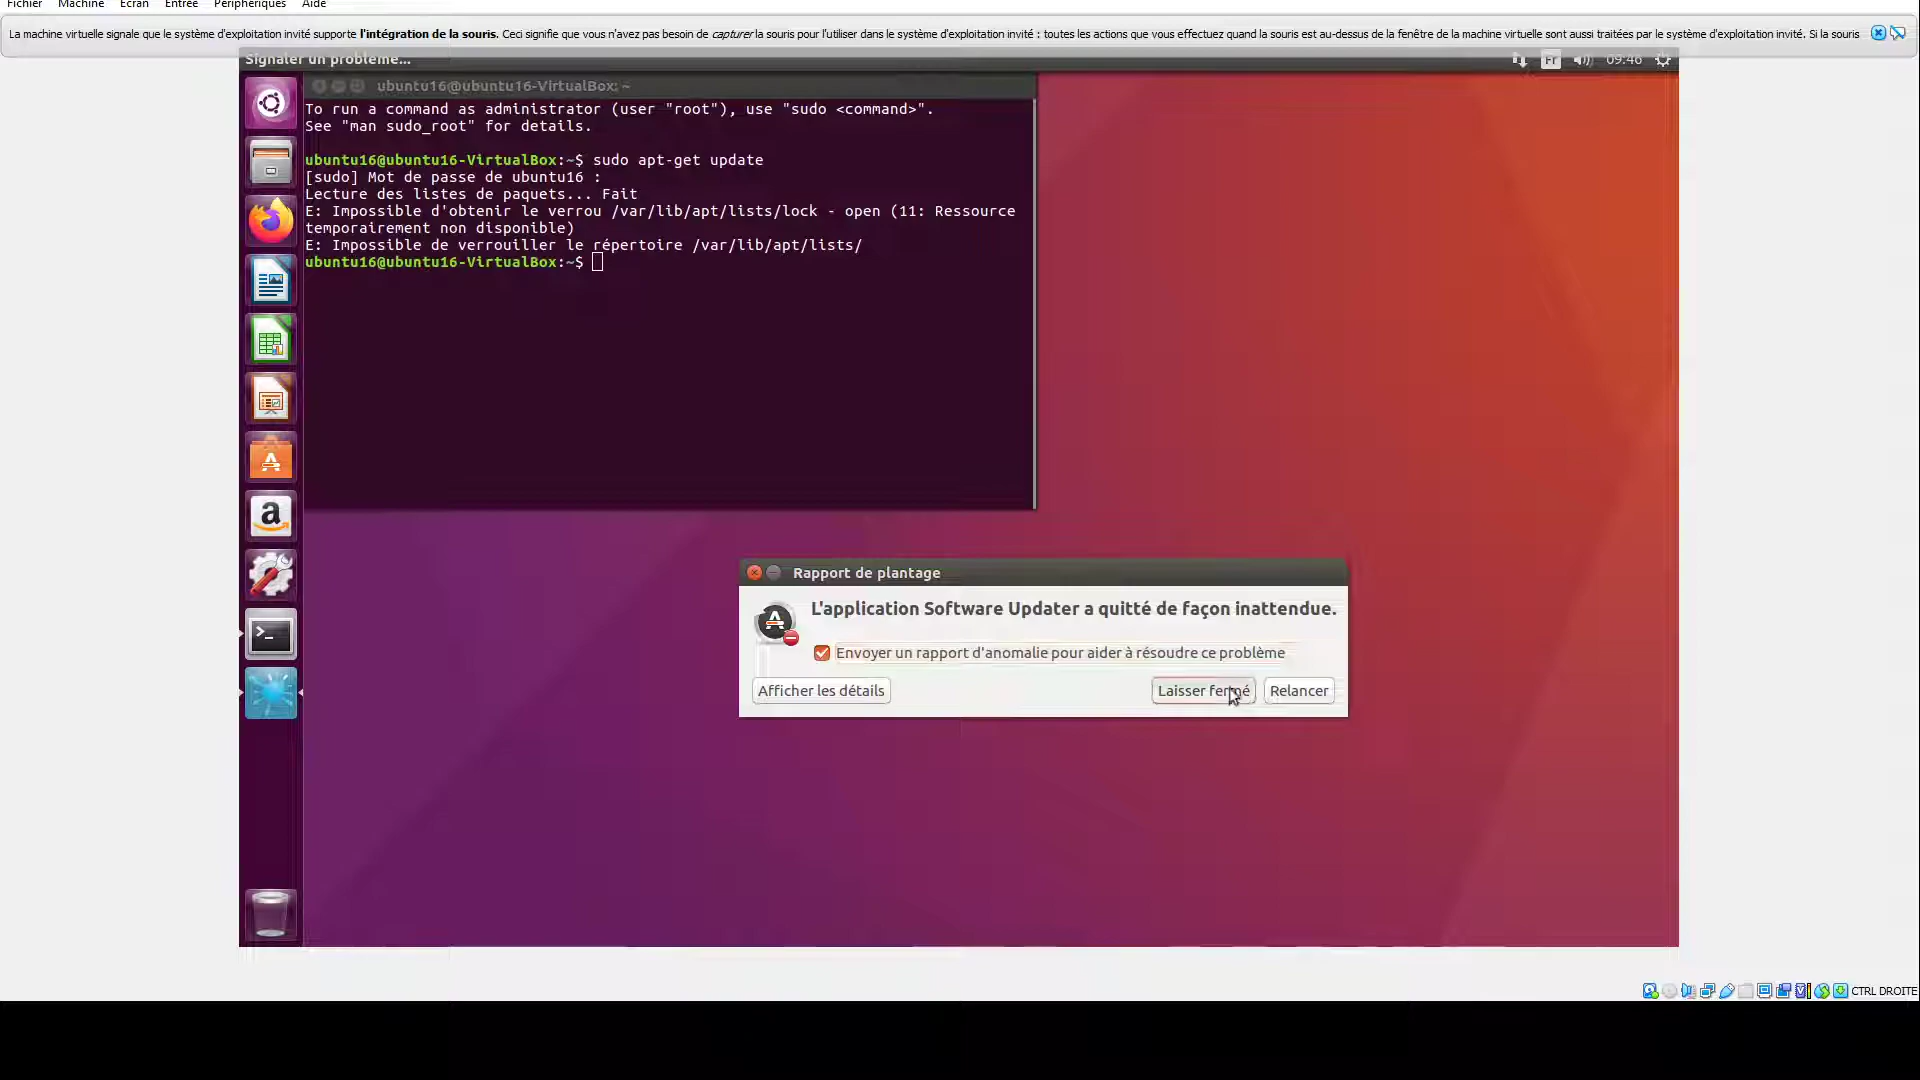 Fichier Machine Écran Entrée Périphériques Aide
La machine virtuelle signale que le système d'exploitation invité supporte l'intégration de la souris. Ceci signifie que vous n'avez pas besoin de capturer la souris pour l'utiliser dans le système d'exploitation invité : toutes les actions que vous effectuez quand la souris est au-dessus de la fenêtre de la machine virtuelle sont aussi traitées par le système d'exploitation invité. Si la souris
Signaler un problème...
Fr
09:46
ubuntu16@ubuntu16-VirtualBox: ~
To run a command as administrator (user "root"), use "sudo <command>".
See "man sudo_root" for details.
ubuntu16@ubuntu16-VirtualBox:~$ sudo apt-get update
[sudo] Mot de passe de ubuntu16 :
Lecture des listes de paquets... Fait
E: Impossible d'obtenir le verrou /var/lib/apt/lists/lock - open (11: Ressource
temporairement non disponible)
E: Impossible de verrouiller le répertoire /var/lib/apt/lists/
ubuntu16@ubuntu16-VirtualBox:~$
Rapport de plantage
L'application Software Updater a quitté de façon inattendue.
Envoyer un rapport d'anomalie pour aider à résoudre ce problème
Afficher les détails
Laisser fermé
Relancer
CTRL DROITE